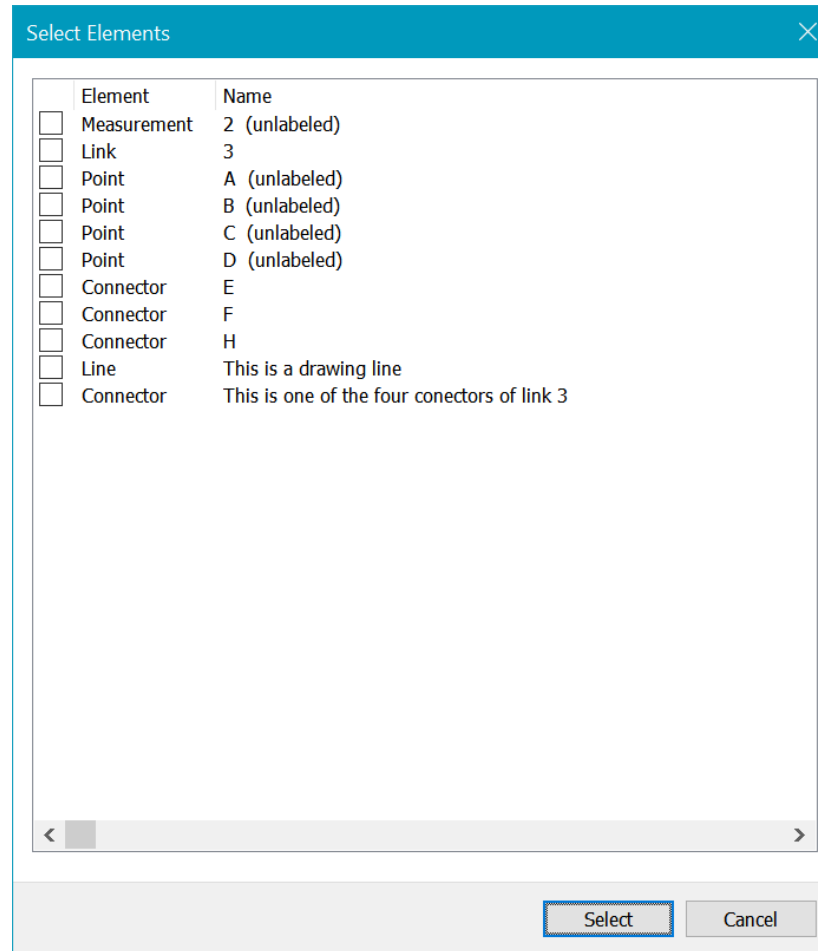 Select Elements
Element Name
Measurement 2 (unlabeled)
Link 3
Point A (unlabeled)
Point B (unlabeled)
Point C (unlabeled)
Point D (unlabeled)
Connector E
Connector F
Connector H
Line This is a drawing line
Connector This is one of the four conectors of link 3
Select Cancel